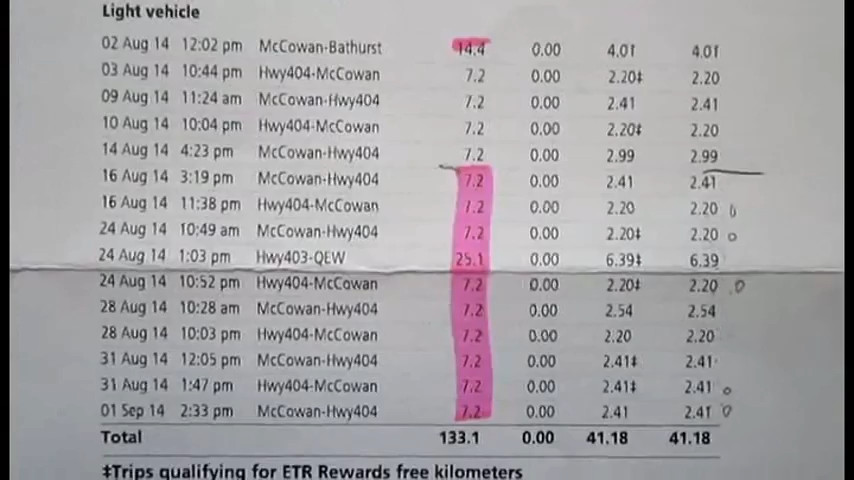 Light vehicle
02 Aug 14 12:02 pm McCowan-Bathurst 14.4 0.00 4.01 4.01
03 Aug 14 10:44 pm Hwy404-McCowan 7.2 0.00 2.20‡ 2.20
09 Aug 14 11:24 am McCowan-Hwy404 7.2 0.00 2.41 2.41
10 Aug 14 10:04 pm Hwy404-McCowan 7.2 0.00 2.20‡ 2.20
14 Aug 14 4:23 pm McCowan-Hwy404 7.2 0.00 2.99 2.99
16 Aug 14 3:19 pm McCowan-Hwy404 7.2 0.00 2.41 2.41
16 Aug 14 11:38 pm Hwy404-McCowan 7.2 0.00 2.20 2.20
24 Aug 14 10:49 am McCowan-Hwy404 7.2 0.00 2.20‡ 2.20
24 Aug 14 1:03 pm Hwy403-QEW 25.1 0.00 6.39‡ 6.39
24 Aug 14 10:52 pm Hwy404-McCowan 7.2 0.00 2.20‡ 2.20
28 Aug 14 10:28 am McCowan-Hwy404 7.2 0.00 2.54 2.54
28 Aug 14 10:03 pm Hwy404-McCowan 7.2 0.00 2.20 2.20
31 Aug 14 12:05 pm McCowan-Hwy404 7.2 0.00 2.41‡ 2.41
31 Aug 14 1:47 pm Hwy404-McCowan 7.2 0.00 2.41‡ 2.41
01 Sep 14 2:33 pm McCowan-Hwy404 7.2 0.00 2.41 2.41
Total 133.1 0.00 41.18 41.18
‡Trips qualifying for ETR Rewards free kilometers